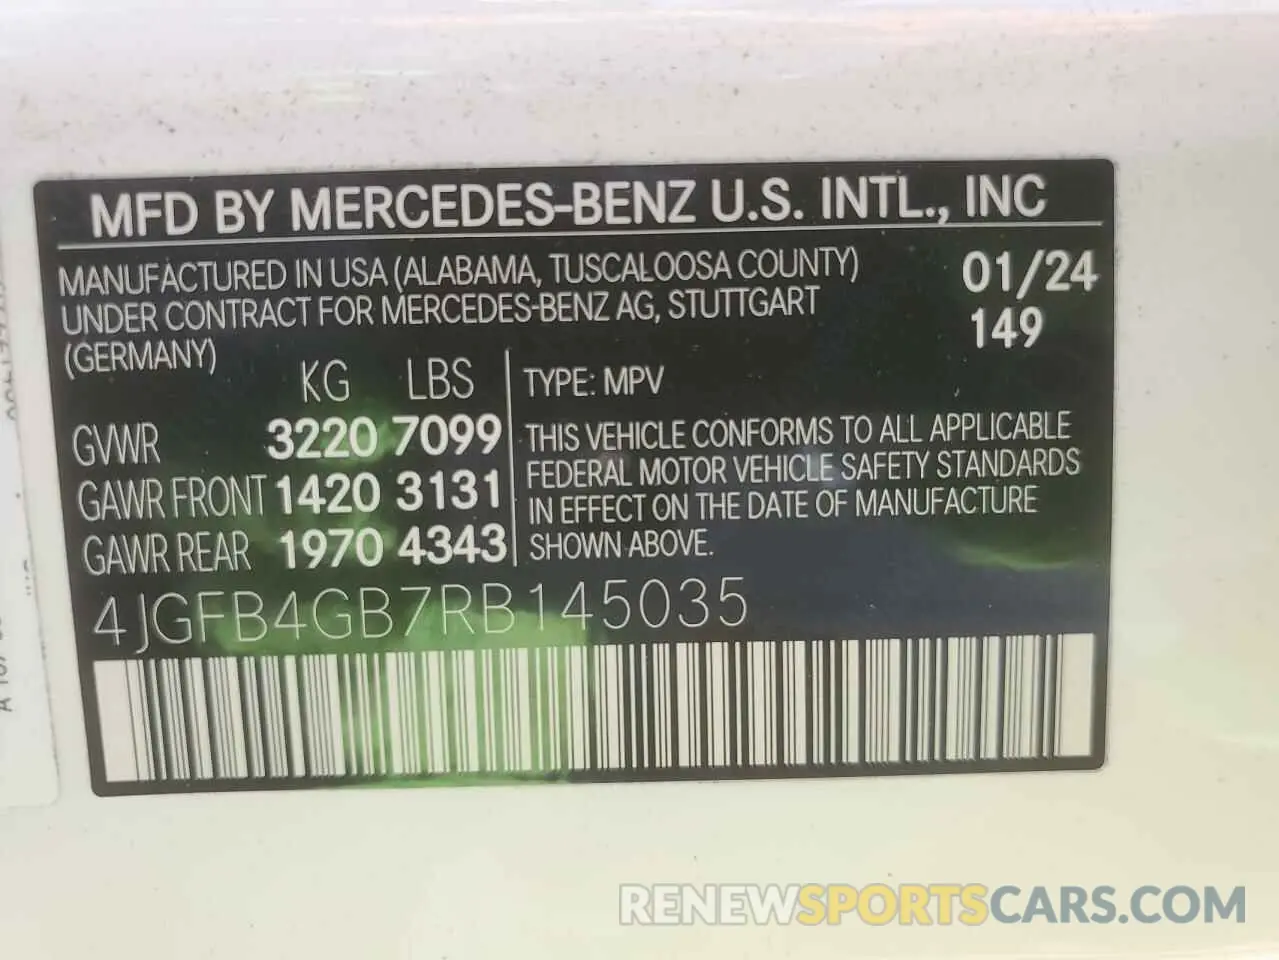 MFD BY MERCEDES-BENZ U.S. INTL., INC
MANUFACTURED IN USA (ALABAMA, TUSCALOOSA COUNTY)
UNDER CONTRACT FOR MERCEDES-BENZ AG, STUTTGART
(GERMANY)
01/24
149
KG LBS
GVWR 3220 7099
GAWR FRONT 1420 3131
GAWR REAR 1970 4343
TYPE: MPV
THIS VEHICLE CONFORMS TO ALL APPLICABLE
FEDERAL MOTOR VEHICLE SAFETY STANDARDS
IN EFFECT ON THE DATE OF MANUFACTURE
SHOWN ABOVE.
4JGFB4GB7RB145035
RENEWSPORTSCARS.COM